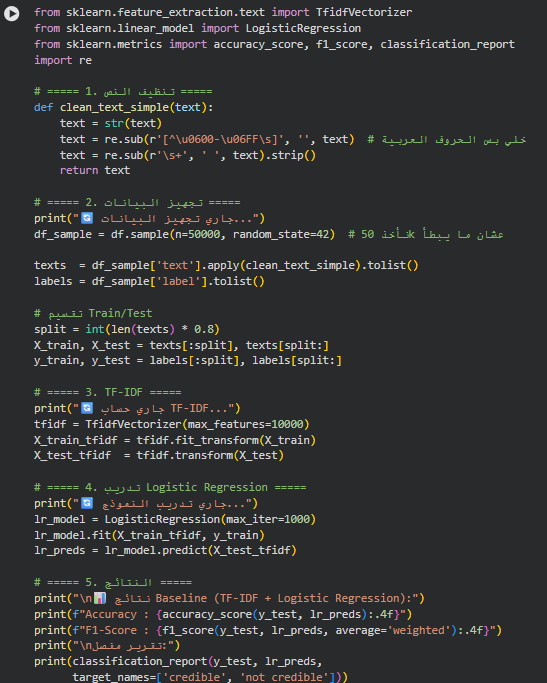 from sklearn.feature_extraction.text import TfidfVectorizer
from sklearn.linear_model import LogisticRegression
from sklearn.metrics import accuracy_score, f1_score, classification_report
import re

# ===== 1. تنظيف النص =====
def clean_text_simple(text):
    text = str(text)
    text = re.sub(r'[^\u0600-\u06FF\s]', '', text)  # خلي بس الحروف العربية
    text = re.sub(r'\s+', ' ', text).strip()
    return text

# ===== 2. تجهيز البيانات =====
print("🔄 جاري تجهيز البيانات...")
df_sample = df.sample(n=50000, random_state=42)  # نأخذ 50k عشان ما يبطأ

texts  = df_sample['text'].apply(clean_text_simple).tolist()
labels = df_sample['label'].tolist()

# تقسيم Train/Test
split = int(len(texts) * 0.8)
X_train, X_test = texts[:split], texts[split:]
y_train, y_test = labels[:split], labels[split:]

# ===== 3. TF-IDF =====
print("🔄 جاري حساب TF-IDF...")
tfidf = TfidfVectorizer(max_features=10000)
X_train_tfidf = tfidf.fit_transform(X_train)
X_test_tfidf  = tfidf.transform(X_test)

# ===== 4. تدريب Logistic Regression =====
print("🔄 جاري تدريب النموذج...")
lr_model = LogisticRegression(max_iter=1000)
lr_model.fit(X_train_tfidf, y_train)
lr_preds = lr_model.predict(X_test_tfidf)

# ===== 5. النتائج =====
print("\n📊 نتائج Baseline (TF-IDF + Logistic Regression):")
print(f"Accuracy : {accuracy_score(y_test, lr_preds):.4f}")
print(f"F1-Score : {f1_score(y_test, lr_preds, average='weighted'):.4f}")
print("\nتقرير مفصل:")
print(classification_report(y_test, lr_preds,
      target_names=['credible', 'not credible']))